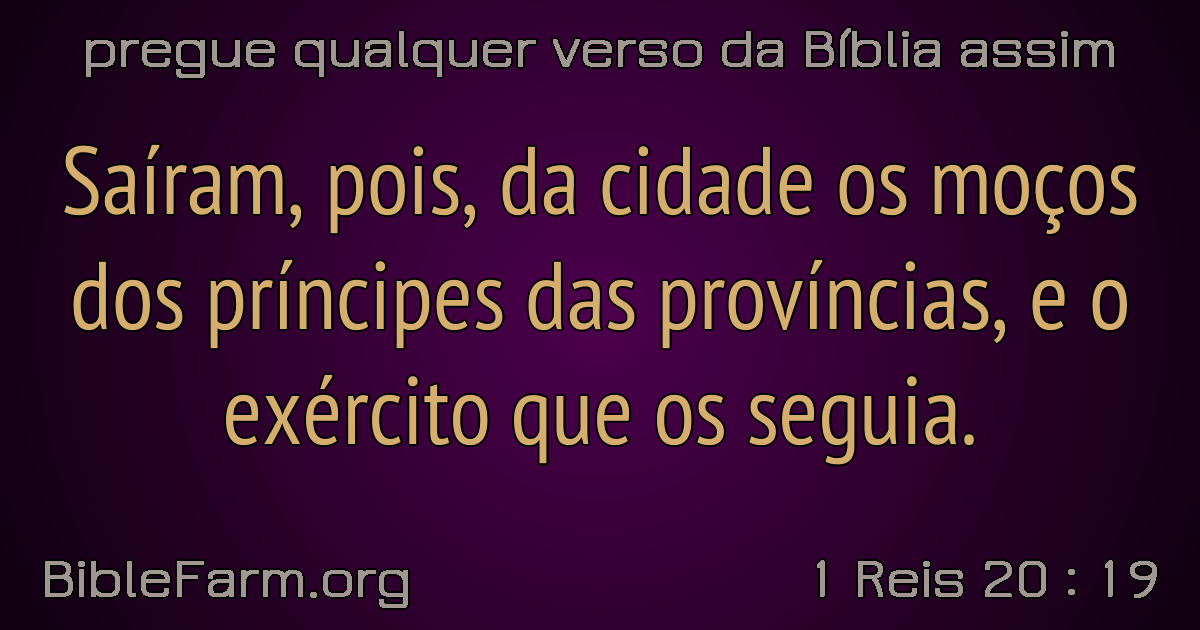 pregue qualquer verso da Bíblia assim
Saíram, pois, da cidade os moços
dos príncipes das províncias, e o
exército que os seguia.
BibleFarm.org
1 Reis 20 : 19